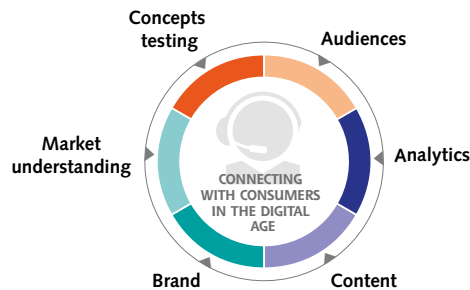 Concepts
testing
Audiences
Market
understanding
Analytics
CONNECTING
WITH CONSUMERS
IN THE DIGITAL
AGE
Brand
Content